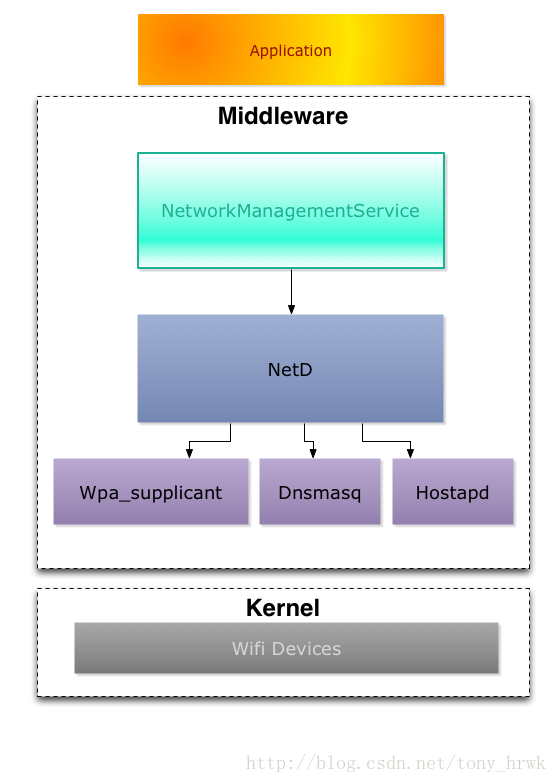 Application
Middleware
NetworkManagementService
NetD
Wpa_supplicant
Dnsmasq
Hostapd
Kernel
Wifi Devices
http://blog.csdn.net/tony_hrwk